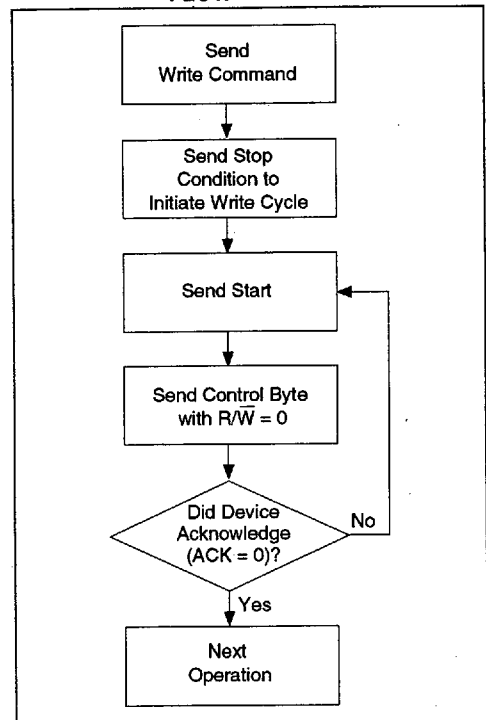 Send
Write Command
Send Stop
Condition to
Initiate Write Cycle
Send Start
Send Control Byte
with R/W̅ = 0
Did Device
Acknowledge
(ACK = 0)?
No
Yes
Next
Operation